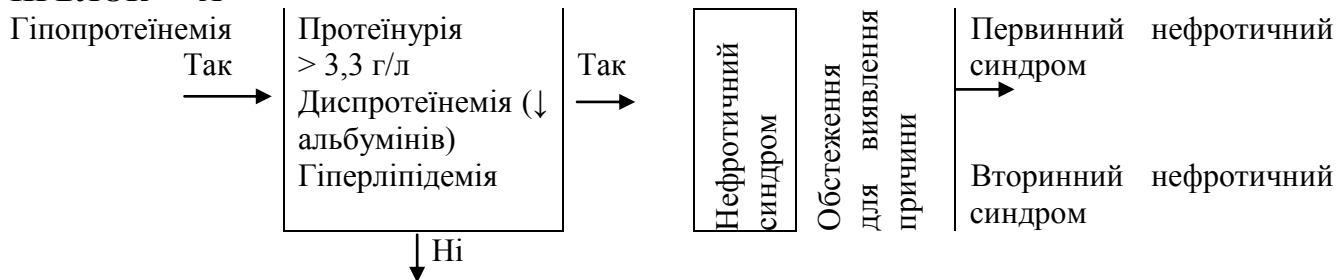 Гіпопротеїнемія
Так
Протеїнурія
> 3,3 г/л
Диспротеїнемія (↓
альбумінів)
Гіперліпідемія
Ні
Так
Нефротичний
синдром
Обстеження
для виявлення
причини
Первинний нефротичний
синдром
Вторинний нефротичний
синдром